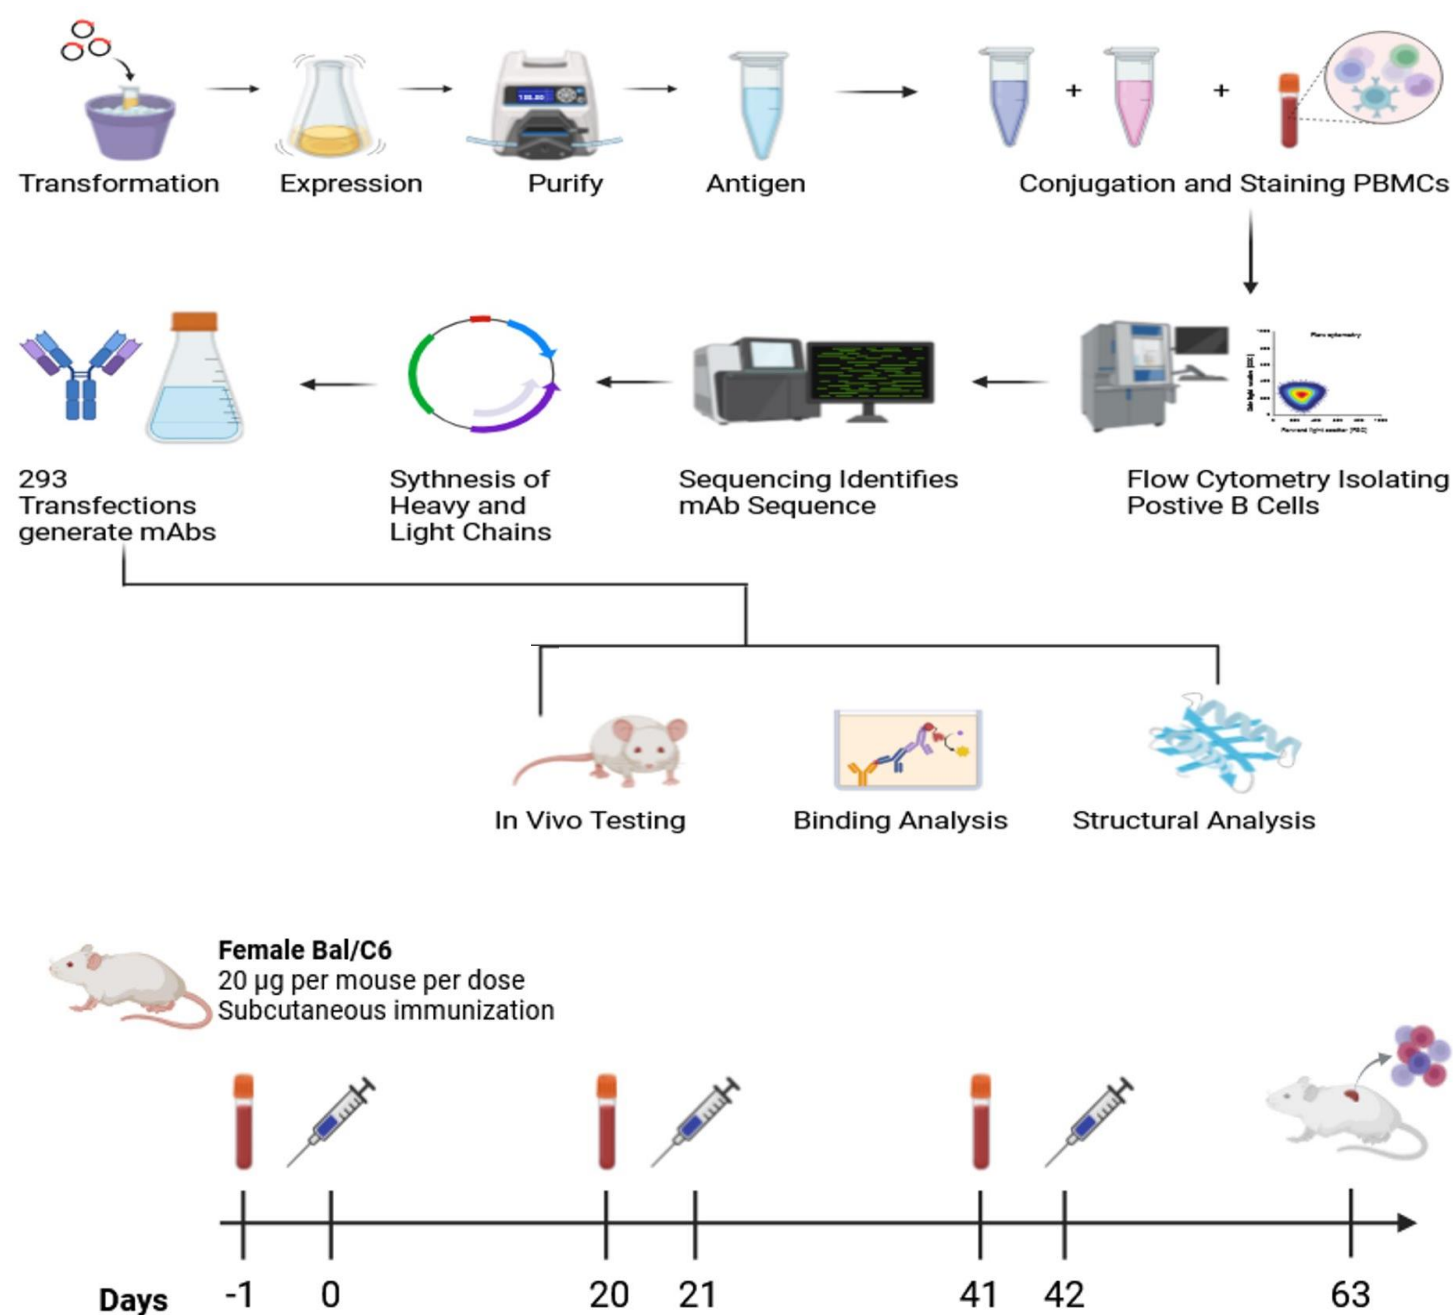 Transformation
Expression
Purify
Antigen
Conjugation and Staining PBMCs
Flow cytometry
293
Transfections
generate mAbs
Sythnesis of
Heavy and
Light Chains
Sequencing Identifies
mAb Sequence
Flow Cytometry Isolating
Postive B Cells
In Vivo Testing
Binding Analysis
Structural Analysis
Female Bal/C6
20 µg per mouse per dose
Subcutaneous immunization
Days -1 0 20 21 41 42 63